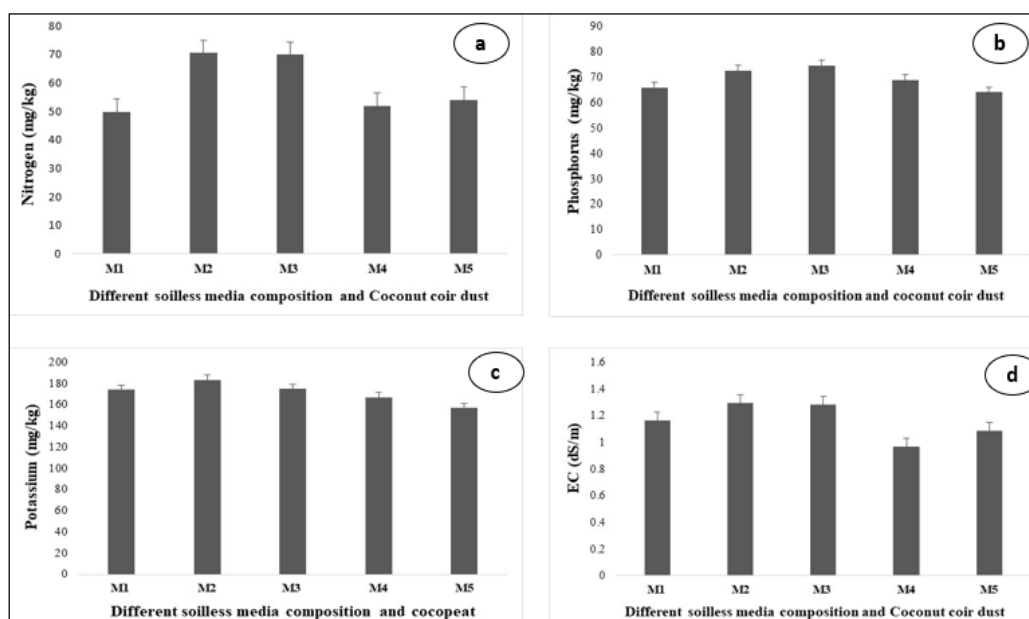 a
Nitrogen (mg/kg)
80
70
60
50
40
30
20
10
0
M1 M2 M3 M4 M5
Different soilless media composition and Coconut coir dust
b
Phosphorus (mg/kg)
90
80
70
60
50
40
30
20
10
0
M1 M2 M3 M4 M5
Different soilless media composition and coconut coir dust
c
Potassium (mg/kg)
200
180
160
140
120
100
80
60
40
20
0
M1 M2 M3 M4 M5
Different soilless media composition and cocopeat
d
EC (dS/m)
1.6
1.4
1.2
1
0.8
0.6
0.4
0.2
0
M1 M2 M3 M4 M5
Different soilless media composition and Coconut coir dust